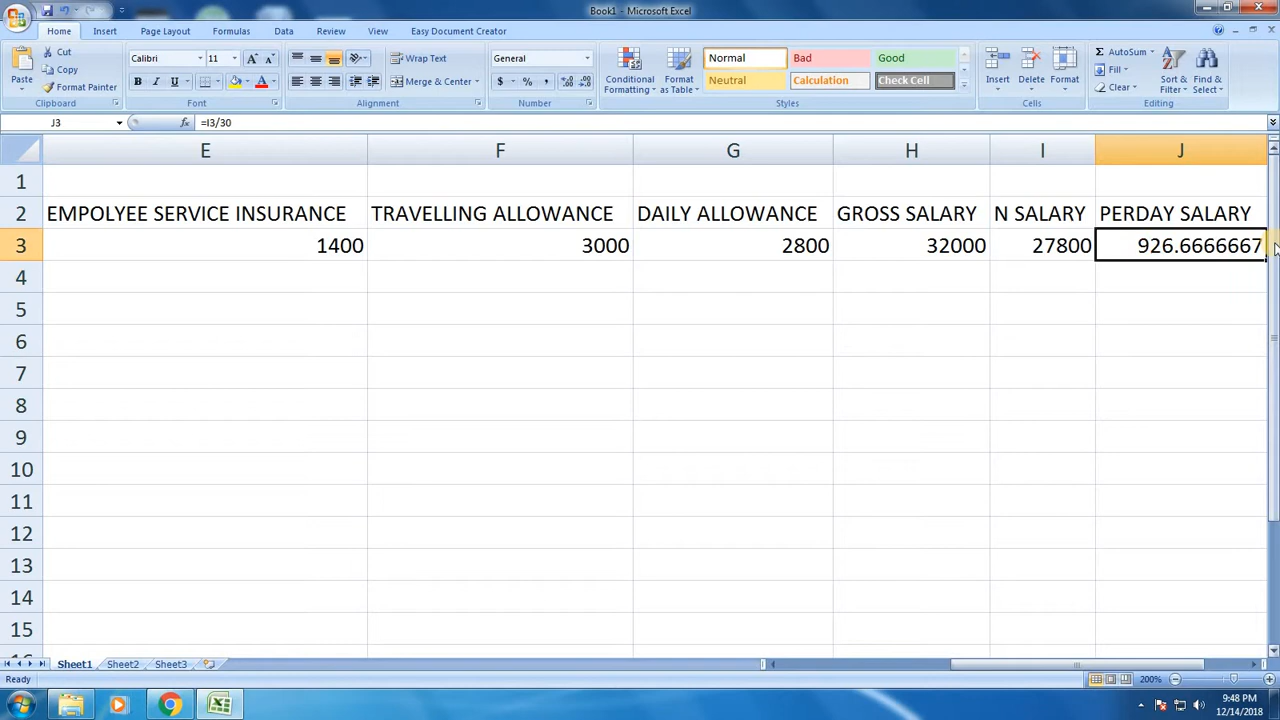 Book1 - Microsoft Excel
Home Insert Page Layout Formulas Data Review View Easy Document Creator
Paste Cut Copy Format Painter Clipboard
Calibri 11 B I U A Font
Wrap Text Merge & Center Alignment
General $ % , Number
Conditional Formatting Format as Table Normal Bad Good Neutral Calculation Check Cell Styles
Insert Delete Format Cells
Σ AutoSum Fill Clear Sort & Filter Find & Select Editing
J3 fx =I3/30
E F G H I J
1
2 EMPOLYEE SERVICE INSURANCE TRAVELLING ALLOWANCE DAILY ALLOWANCE GROSS SALARY N SALARY PERDAY SALARY
3 1400 3000 2800 32000 27800 926.6666667
4
5
6
7
8
9
10
11
12
13
14
15
Sheet1 Sheet2 Sheet3
Ready 200%
9:48 PM
12/14/2018